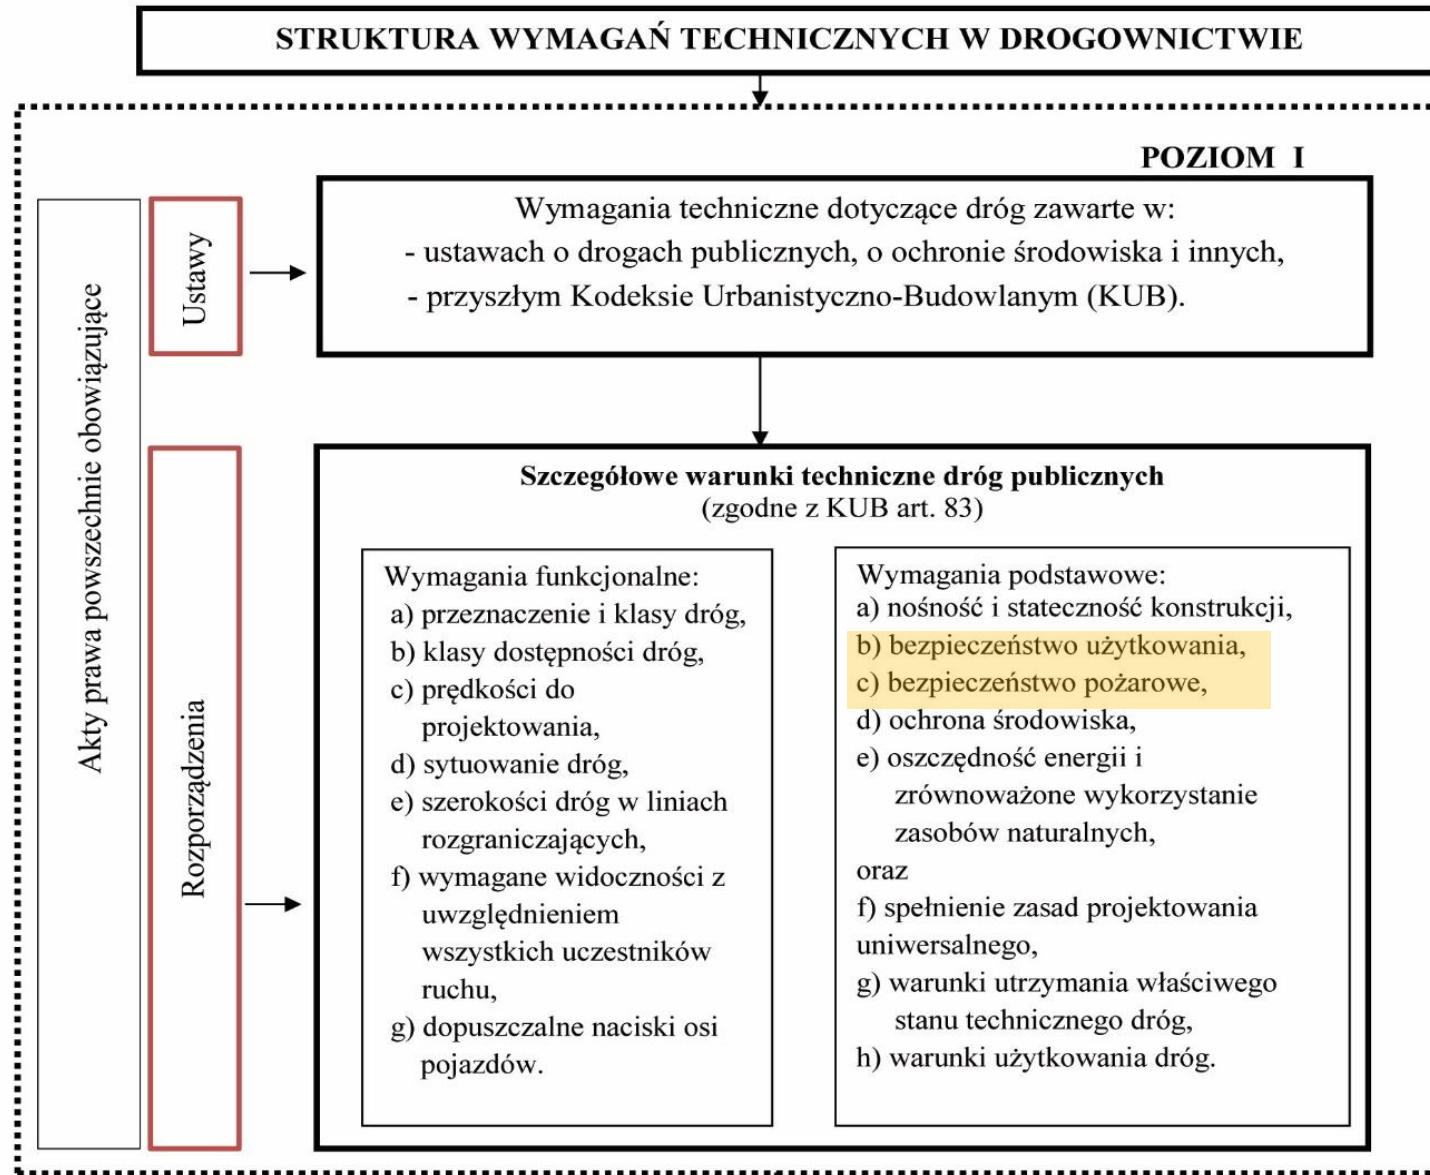 STRUKTURA WYMAGAŃ TECHNICZNYCH W DROGOWNICTWIE
POZIOM I
Akty prawa powszechnie obowiązujące
Ustawy
Wymagania techniczne dotyczące dróg zawarte w:
- ustawach o drogach publicznych, o ochronie środowiska i innych,
- przyszłym Kodeksie Urbanistyczno-Budowlanym (KUB).
Rozporządzenia
Szczegółowe warunki techniczne dróg publicznych
(zgodne z KUB art. 83)
Wymagania funkcjonalne:
a) przeznaczenie i klasy dróg,
b) klasy dostępności dróg,
c) prędkości do
projektowania,
d) sytuowanie dróg,
e) szerokości dróg w liniach
rozgraniczających,
f) wymagane widoczności z
uwzględnieniem
wszystkich uczestników
ruchu,
g) dopuszczalne naciski osi
pojazdów.
Wymagania podstawowe:
a) nośność i stateczność konstrukcji,
b) bezpieczeństwo użytkowania,
c) bezpieczeństwo pożarowe,
d) ochrona środowiska,
e) oszczędność energii i
zrównoważone wykorzystanie
zasobów naturalnych,
oraz
f) spełnienie zasad projektowania
uniwersalnego,
g) warunki utrzymania właściwego
stanu technicznego dróg,
h) warunki użytkowania dróg.